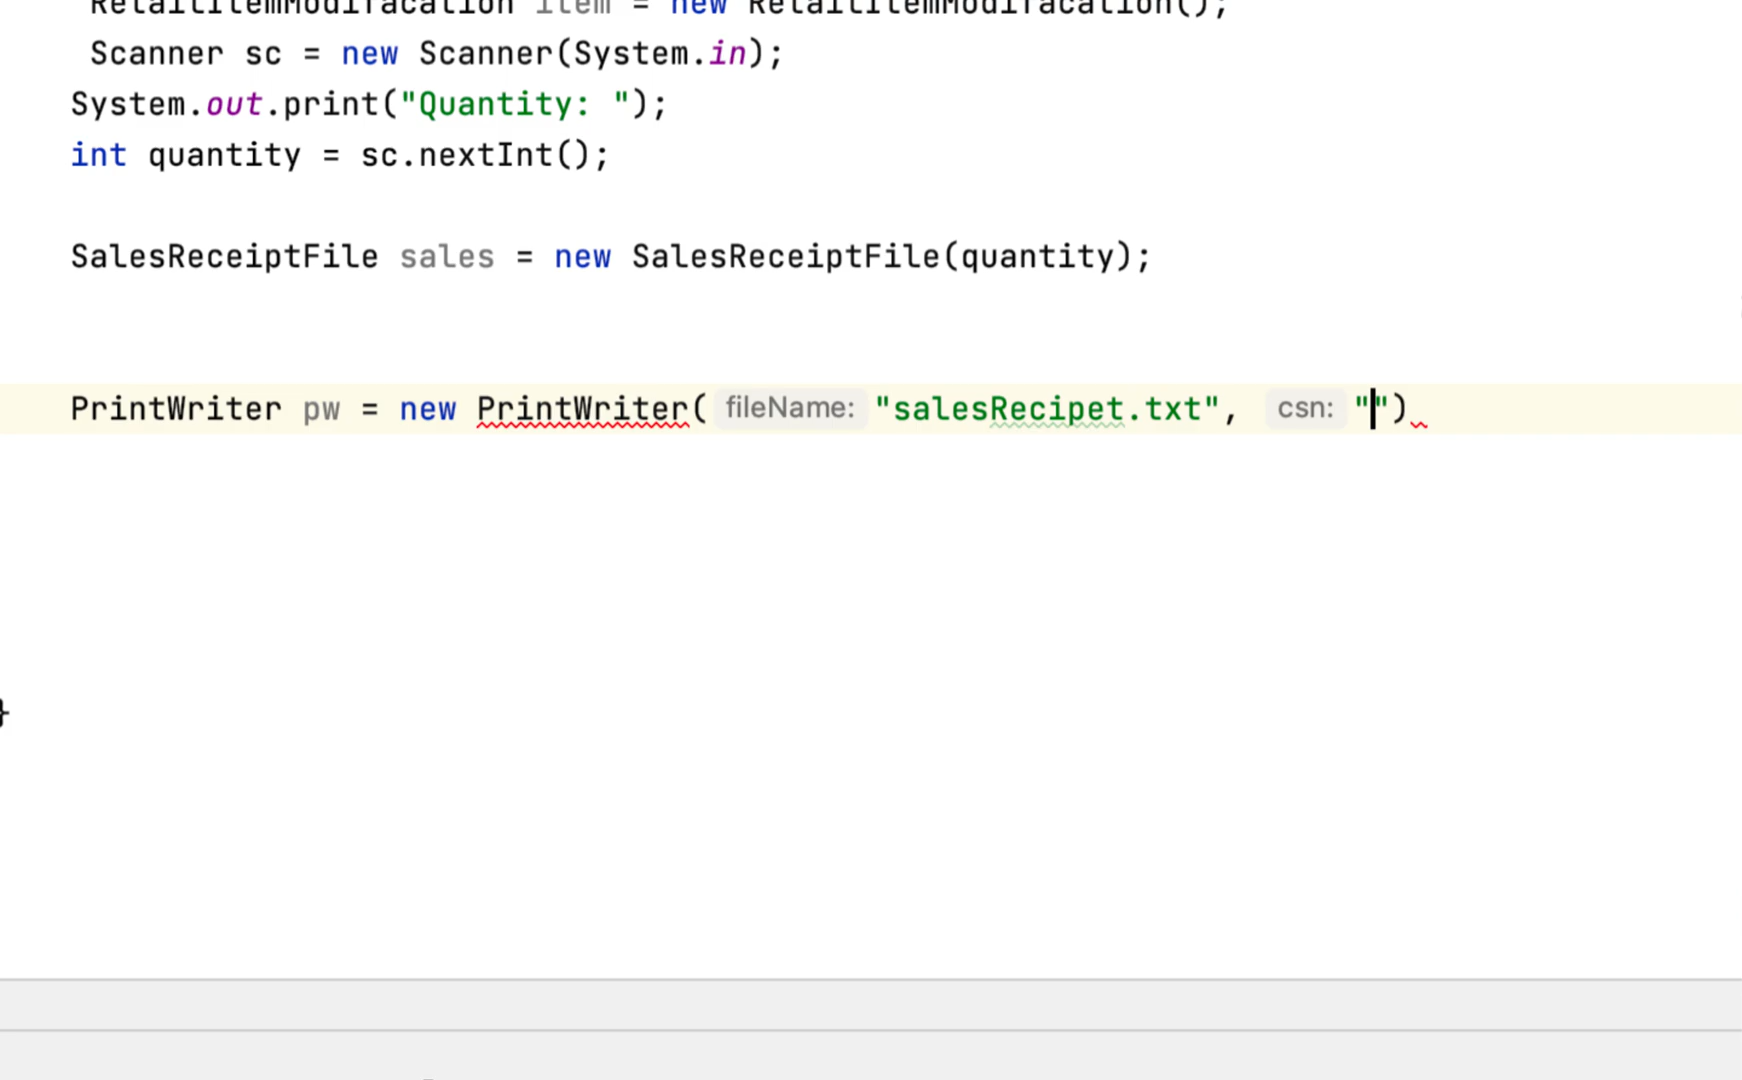 RetailItemModifacation item = new RetailItemModifacation();
Scanner sc = new Scanner(System.in);
System.out.print("Quantity: ");
int quantity = sc.nextInt();
SalesReceiptFile sales = new SalesReceiptFile(quantity);
PrintWriter pw = new PrintWriter( fileName: "salesRecipet.txt", csn: "")
}